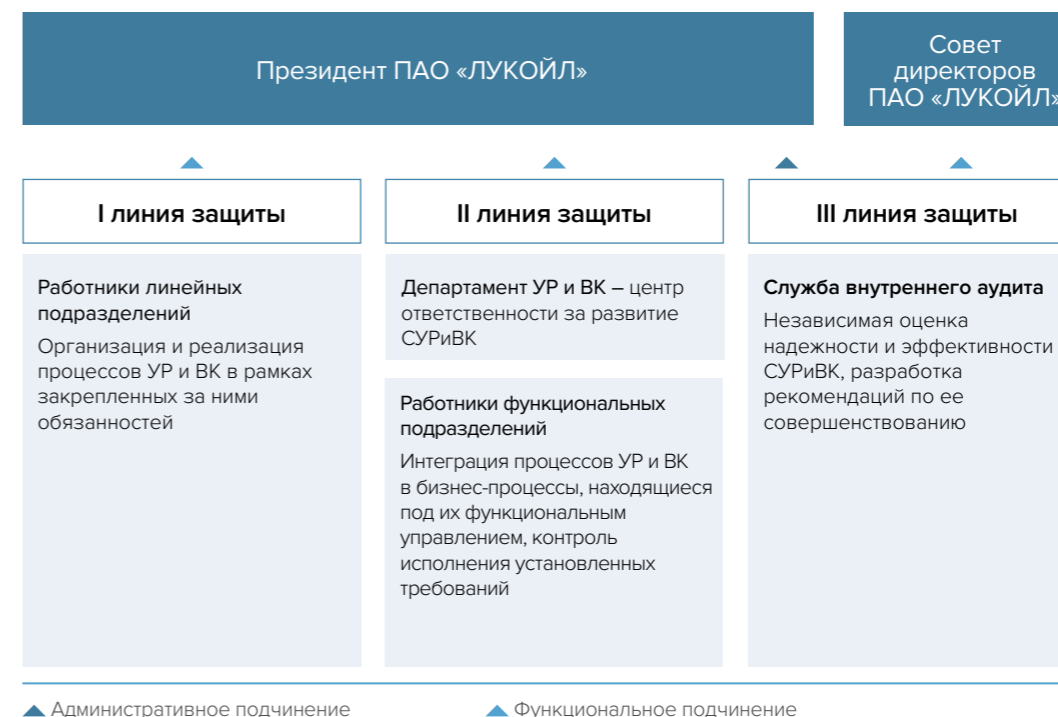 Президент ПАО «ЛУКОЙЛ»
Совет
директоров
ПАО «ЛУКОЙЛ»
I линия защиты
Работники линейных
подразделений
Организация и реализация
процессов УР и ВК в рамках
закрепленных за ними
обязанностей
II линия защиты
Департамент УР и ВК – центр
ответственности за развитие
СУРиВК
Работники функциональных
подразделений
Интеграция процессов УР и ВК
в бизнес-процессы, находящиеся
под их функциональным
управлением, контроль
исполнения установленных
требований
III линия защиты
Служба внутреннего аудита
Независимая оценка
надежности и эффективности
СУРиВК, разработка
рекомендаций по ее
совершенствованию
Административное подчинение
Функциональное подчинение